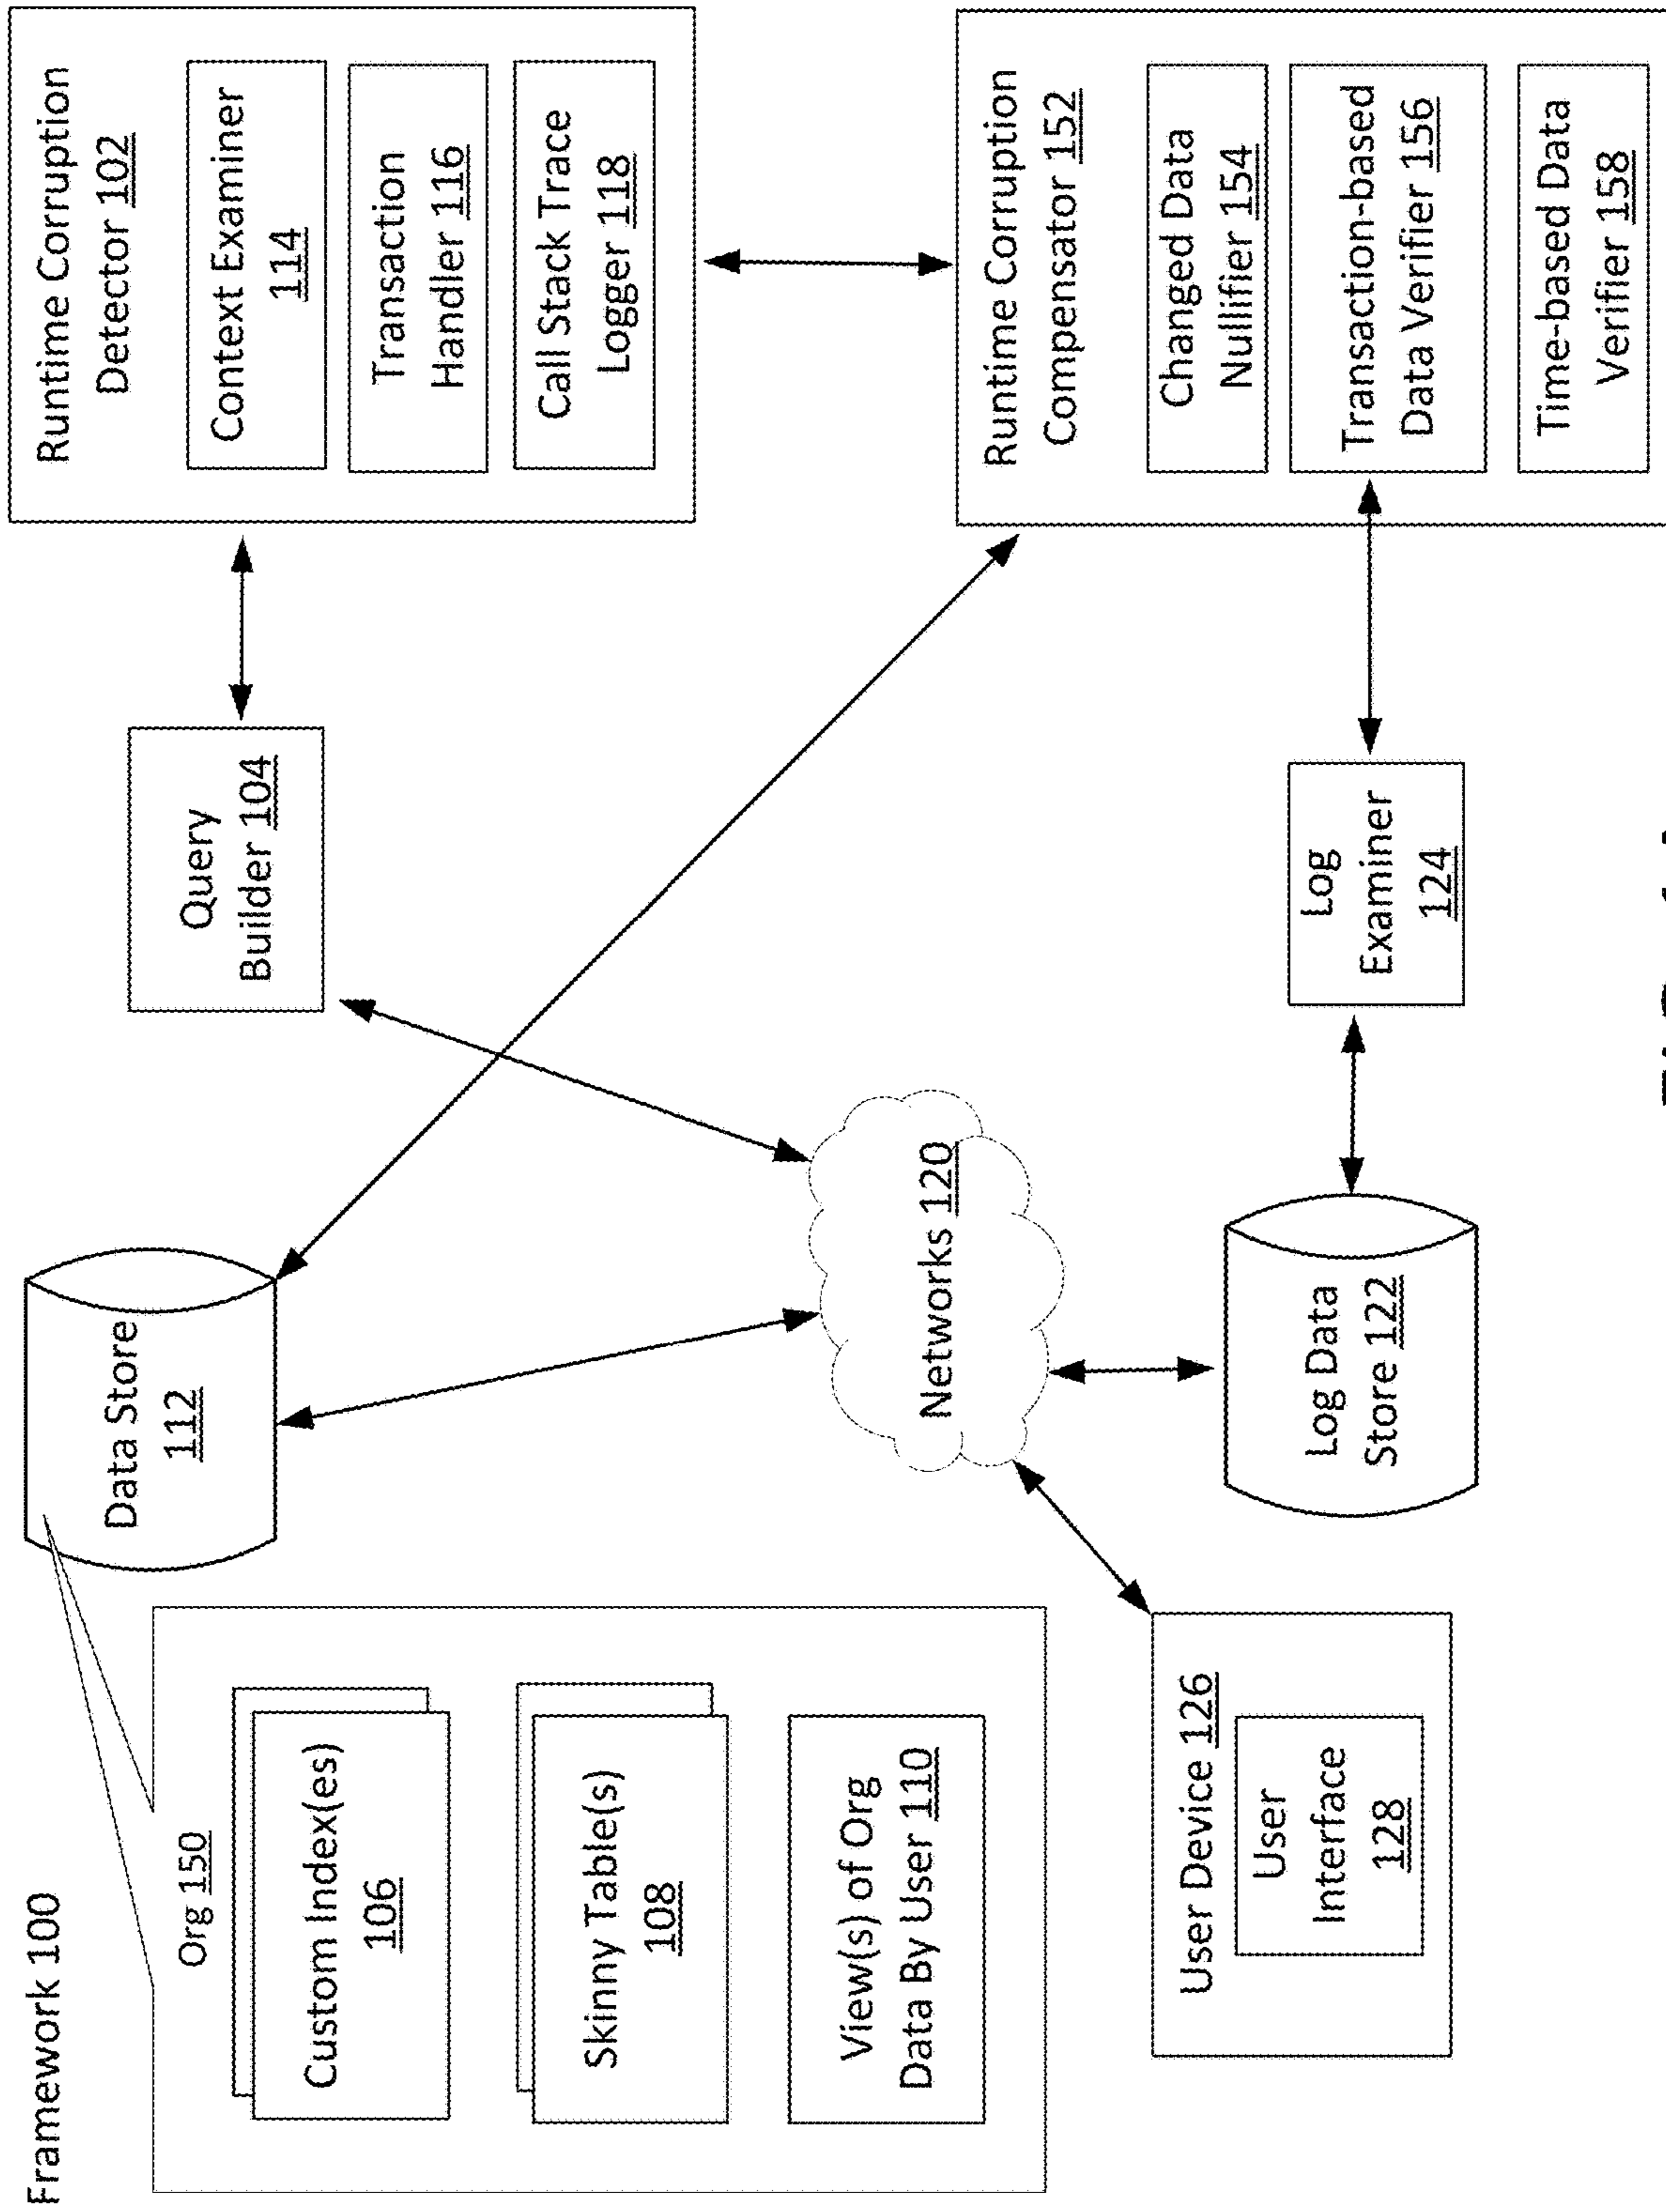 Framework 100
Org 150
Custom Index(es)
106
Skinny Table(s)
108
View(s) of Org
Data By User 110
Data Store
112
Query
Builder 104
Runtime Corruption
Detector 102
Context Examiner
114
Transaction
Handler 116
Call Stack Trace
Logger 118
Networks 120
User Device 126
User
Interface
128
Log Data
Store 122
Log
Examiner
124
Runtime Corruption
Compensator 152
Changed Data
Nullifier 154
Transaction-based
Data Verifier 156
Time-based Data
Verifier 158